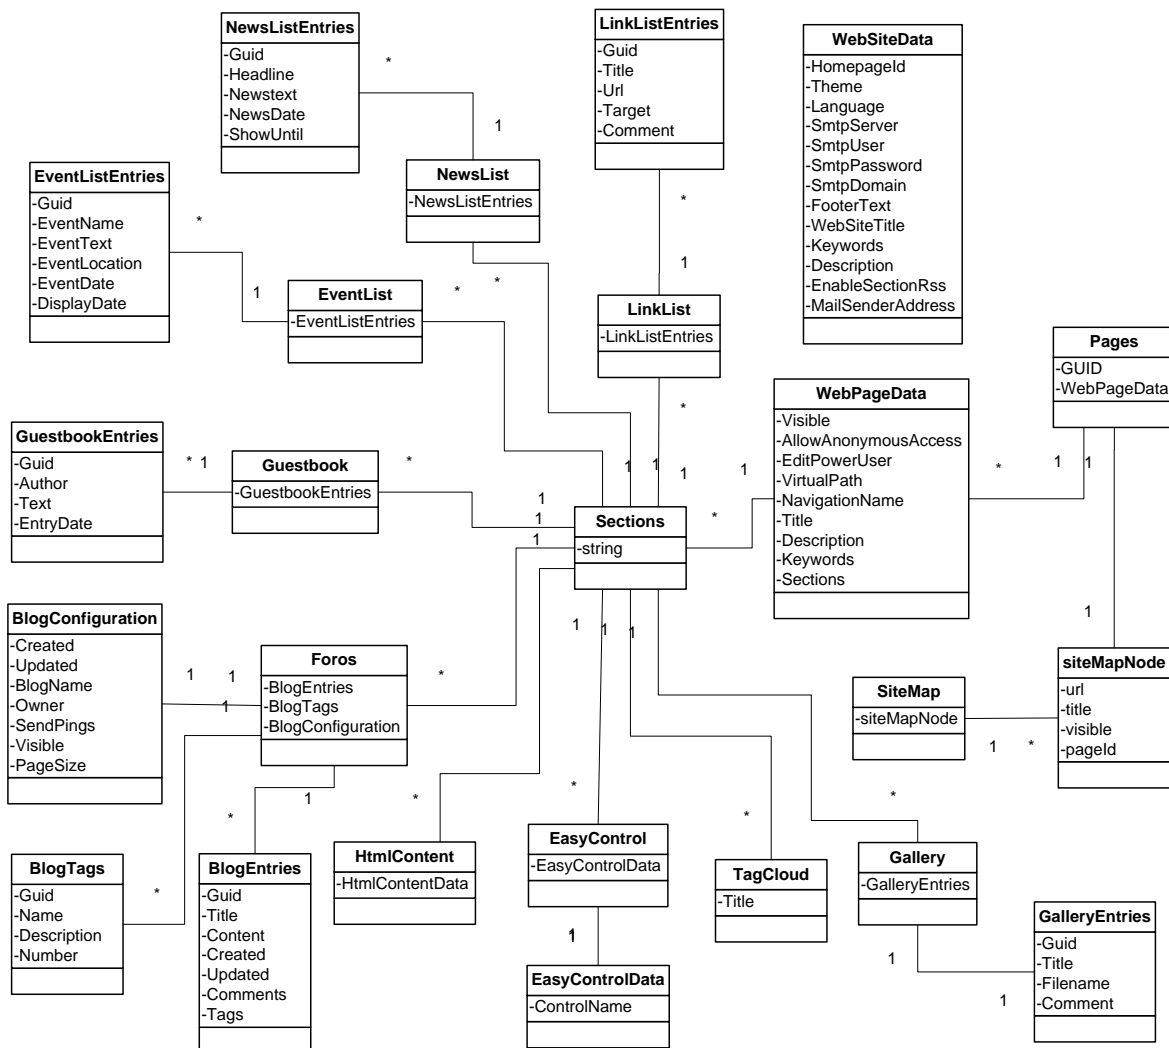 NewsListEntries
-Guid
-Headline
-Newstext
-NewsDate
-ShowUntil
*
1
LinkListEntries
-Guid
-Title
-Url
-Target
-Comment
*
1
WebSiteData
-HomepageId
-Theme
-Language
-SmtpServer
-SmtpUser
-SmtpPassword
-SmtpDomain
-FooterText
-WebSiteTitle
-Keywords
-Description
-EnableSectionRss
-MailSenderAddress
EventListEntries
-Guid
-EventName
-EventText
-EventLocation
-EventDate
-DisplayDate
*
1
NewsList
-NewsListEntries
*
EventList
-EventListEntries
*
LinkList
-LinkListEntries
*
Pages
-GUID
-WebPageData
1
1
WebPageData
-Visible
-AllowAnonymousAccess
-EditPowerUser
-VirtualPath
-NavigationName
-Title
-Description
-Keywords
-Sections
*
1
*
GuestbookEntries
-Guid
-Author
-Text
-EntryDate
*
1
Guestbook
-GuestbookEntries
*
1
1
1
1
1
1
Sections
-string
1
1
1
BlogConfiguration
-Created
-Updated
-BlogName
-Owner
-SendPings
-Visible
-PageSize
1
1
1
Foros
-BlogEntries
-BlogTags
-BlogConfiguration
*
1
1
siteMapNode
-url
-title
-visible
-pageId
SiteMap
-siteMapNode
1
*
BlogTags
-Guid
-Name
-Description
-Number
*
*
BlogEntries
-Guid
-Title
-Content
-Created
-Updated
-Comments
-Tags
*
HtmlContent
-HtmlContentData
*
EasyControl
-EasyControlData
1
1
EasyControlData
-ControlName
*
TagCloud
-Title
*
Gallery
-GalleryEntries
1
1
GalleryEntries
-Guid
-Title
-Filename
-Comment